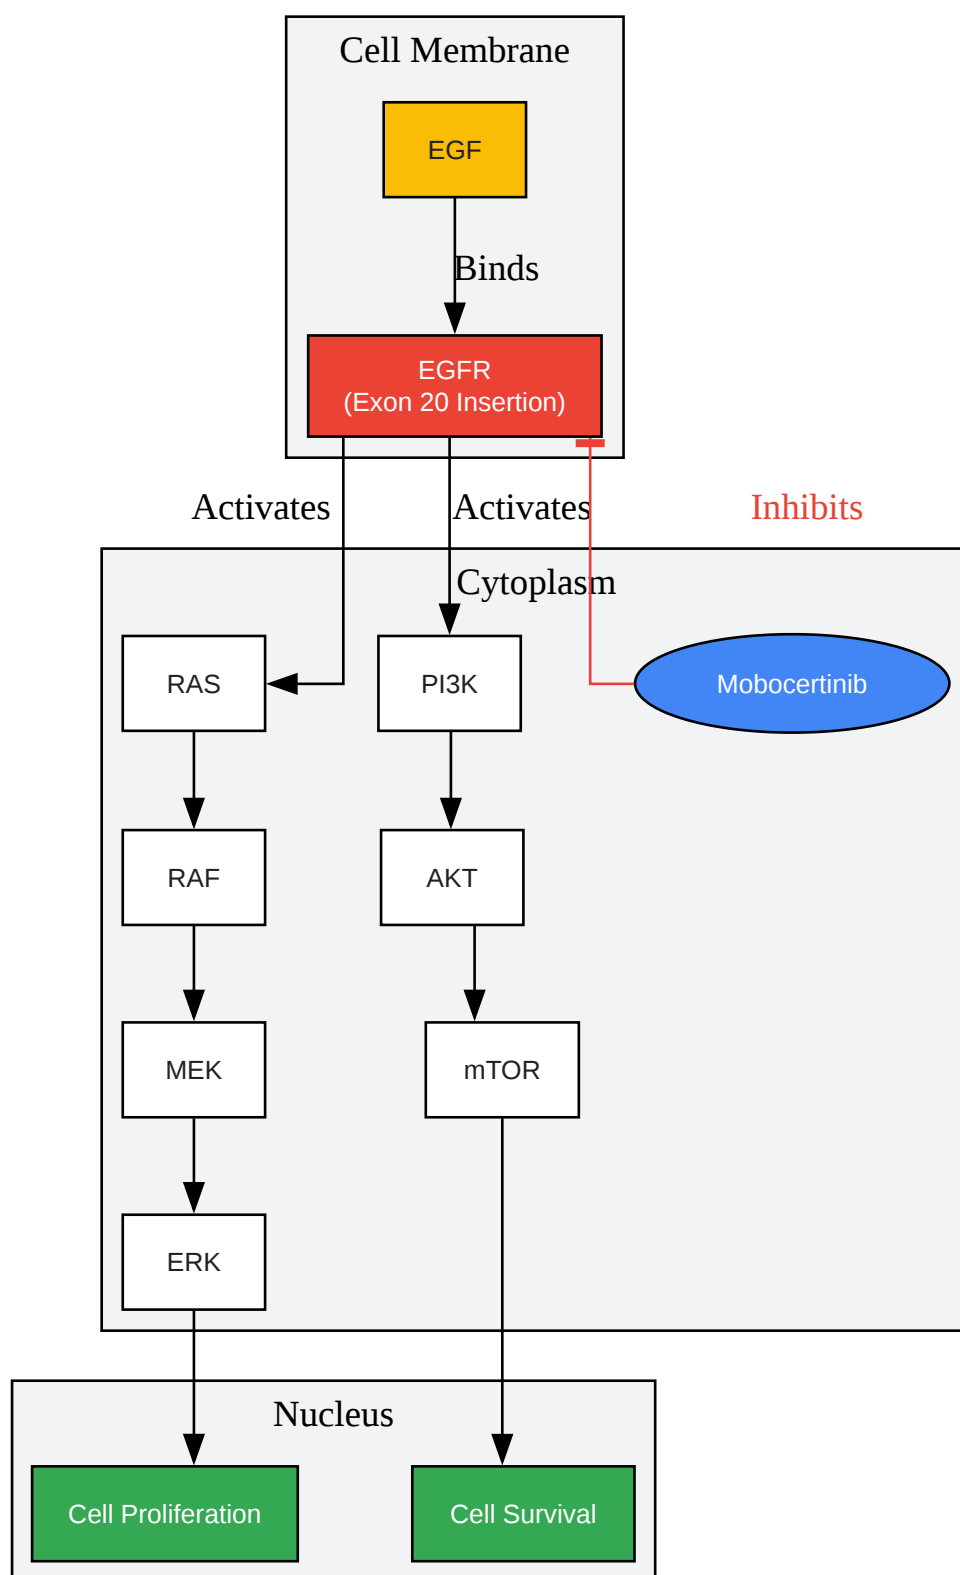 Cell Membrane
EGF
Binds
EGFR
(Exon 20 Insertion)
Activates
Activates
Inhibits
Cytoplasm
RAS
PI3K
Mobocertinib
RAF
AKT
MEK
mTOR
ERK
Nucleus
Cell Proliferation
Cell Survival